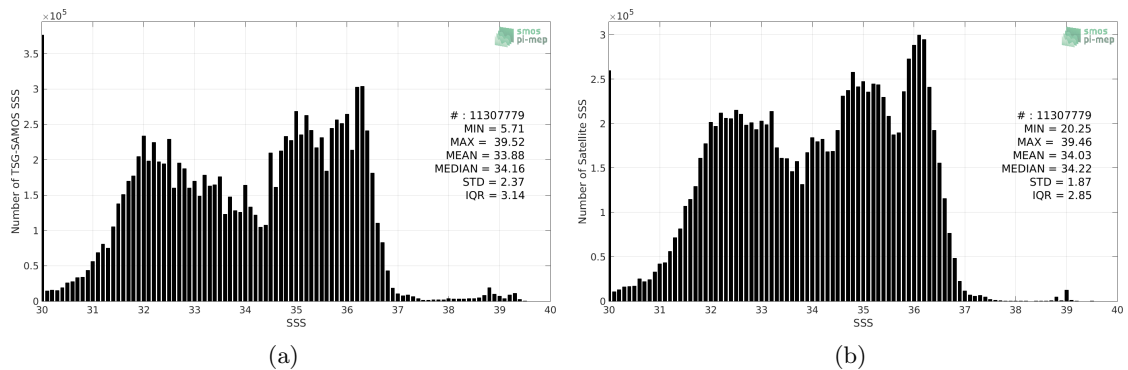 ×10⁵
smos
pi-mep
Number of TSG-SAMOS SSS
3.5
3
2.5
2
1.5
1
0.5
0
# : 11307779
MIN = 5.71
MAX = 39.52
MEAN = 33.88
MEDIAN = 34.16
STD = 2.37
IQR = 3.14
30 31 32 33 34 35 36 37 38 39 40
SSS
(a)
×10⁵
smos
pi-mep
Number of Satellite SSS
3
2.5
2
1.5
1
0.5
0
# : 11307779
MIN = 20.25
MAX = 39.46
MEAN = 34.03
MEDIAN = 34.22
STD = 1.87
IQR = 2.85
30 31 32 33 34 35 36 37 38 39 40
SSS
(b)